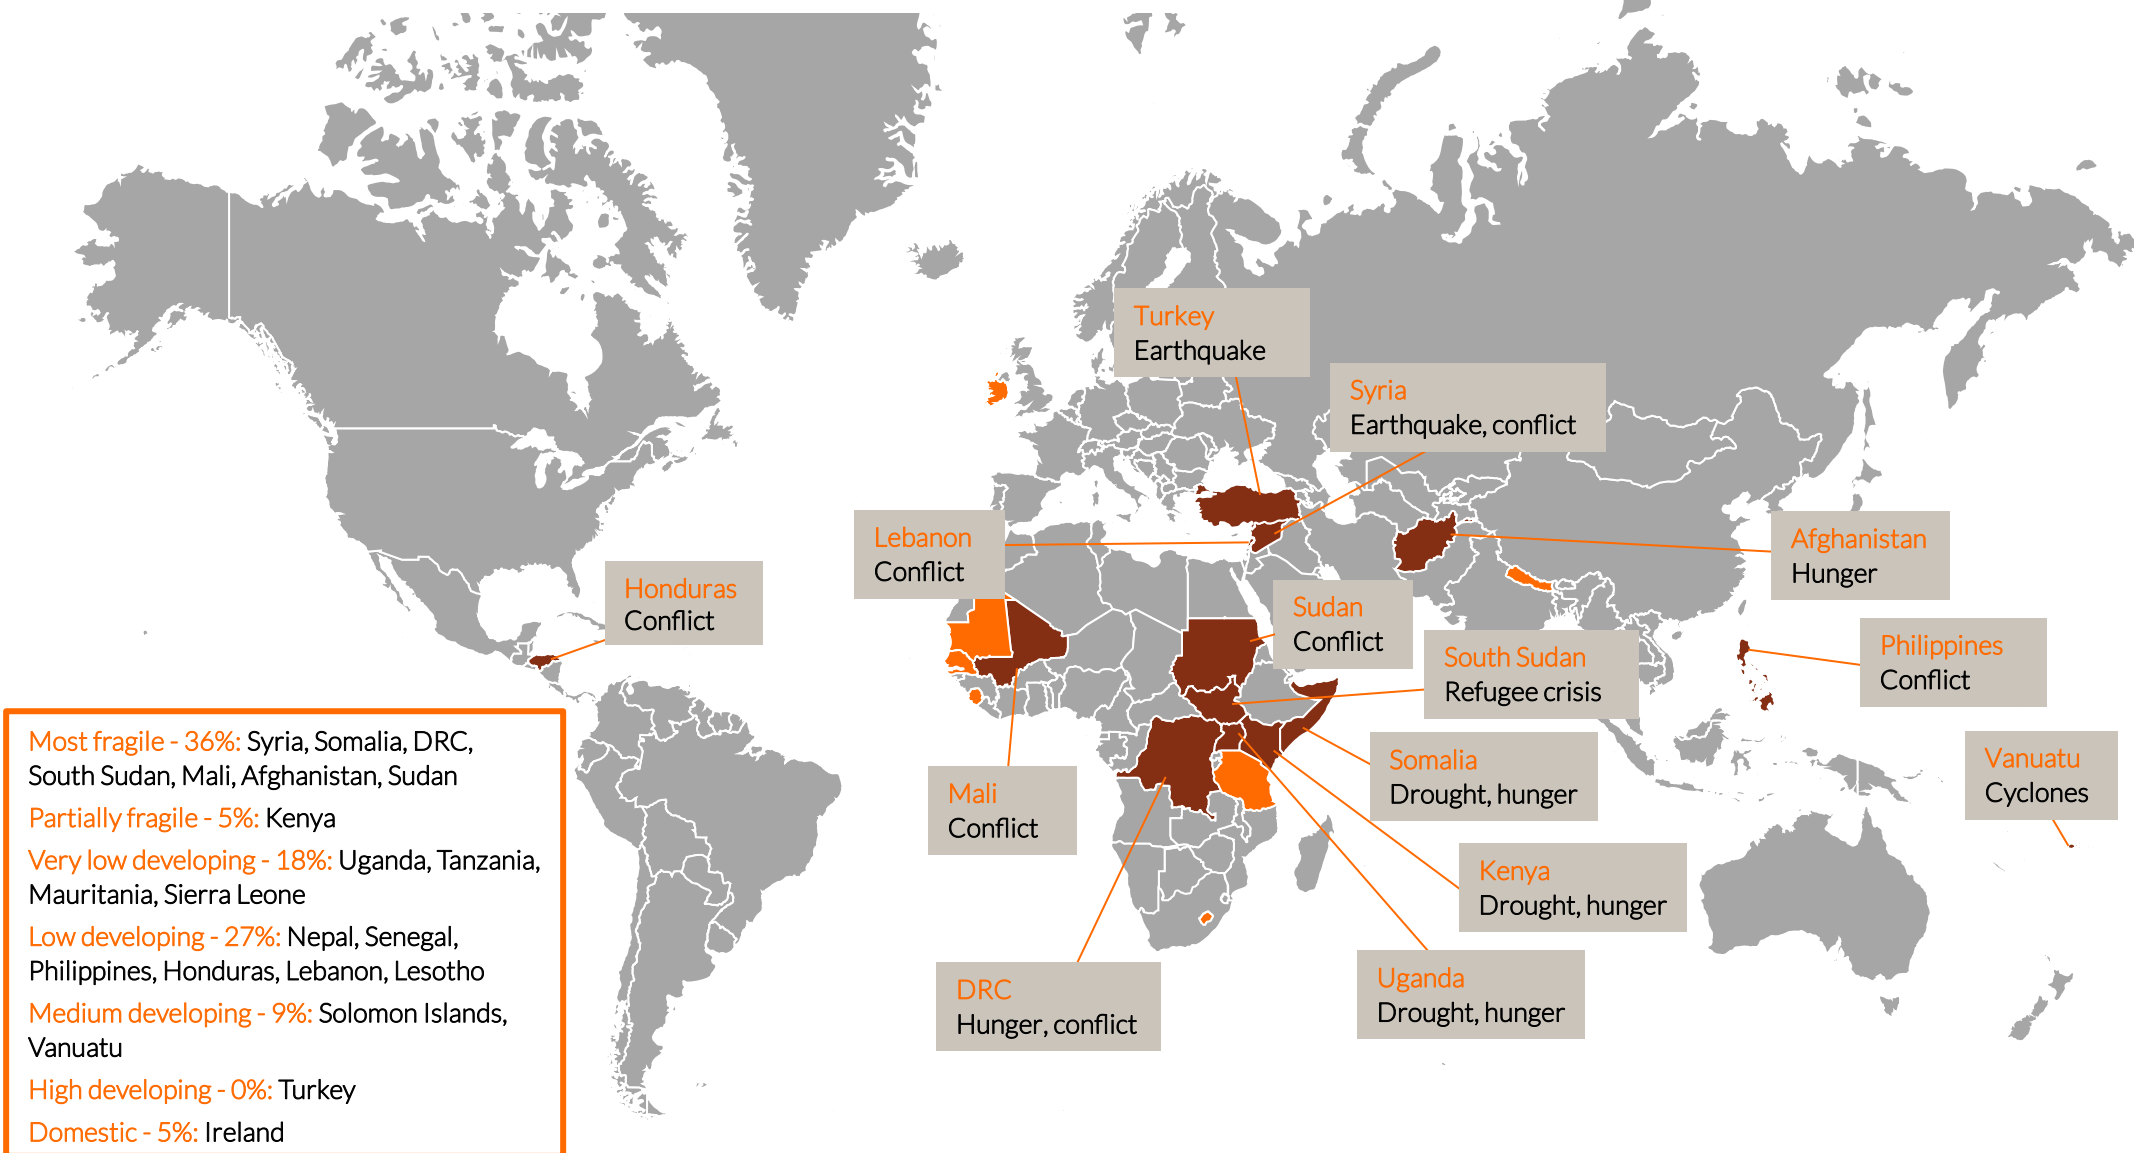 Turkey
Earthquake
Syria
Earthquake, conflict
Lebanon
Conflict
Afghanistan
Hunger
Honduras
Conflict
Sudan
Conflict
South Sudan
Refugee crisis
Philippines
Conflict
Somalia
Drought, hunger
Vanuatu
Cyclones
Mali
Conflict
Kenya
Drought, hunger
DRC
Hunger, conflict
Uganda
Drought, hunger
Most fragile - 36%: Syria, Somalia, DRC,
South Sudan, Mali, Afghanistan, Sudan
Partially fragile - 5%: Kenya
Very low developing - 18%: Uganda, Tanzania,
Mauritania, Sierra Leone
Low developing - 27%: Nepal, Senegal,
Philippines, Honduras, Lebanon, Lesotho
Medium developing - 9%: Solomon Islands,
Vanuatu
High developing - 0%: Turkey
Domestic - 5%: Ireland